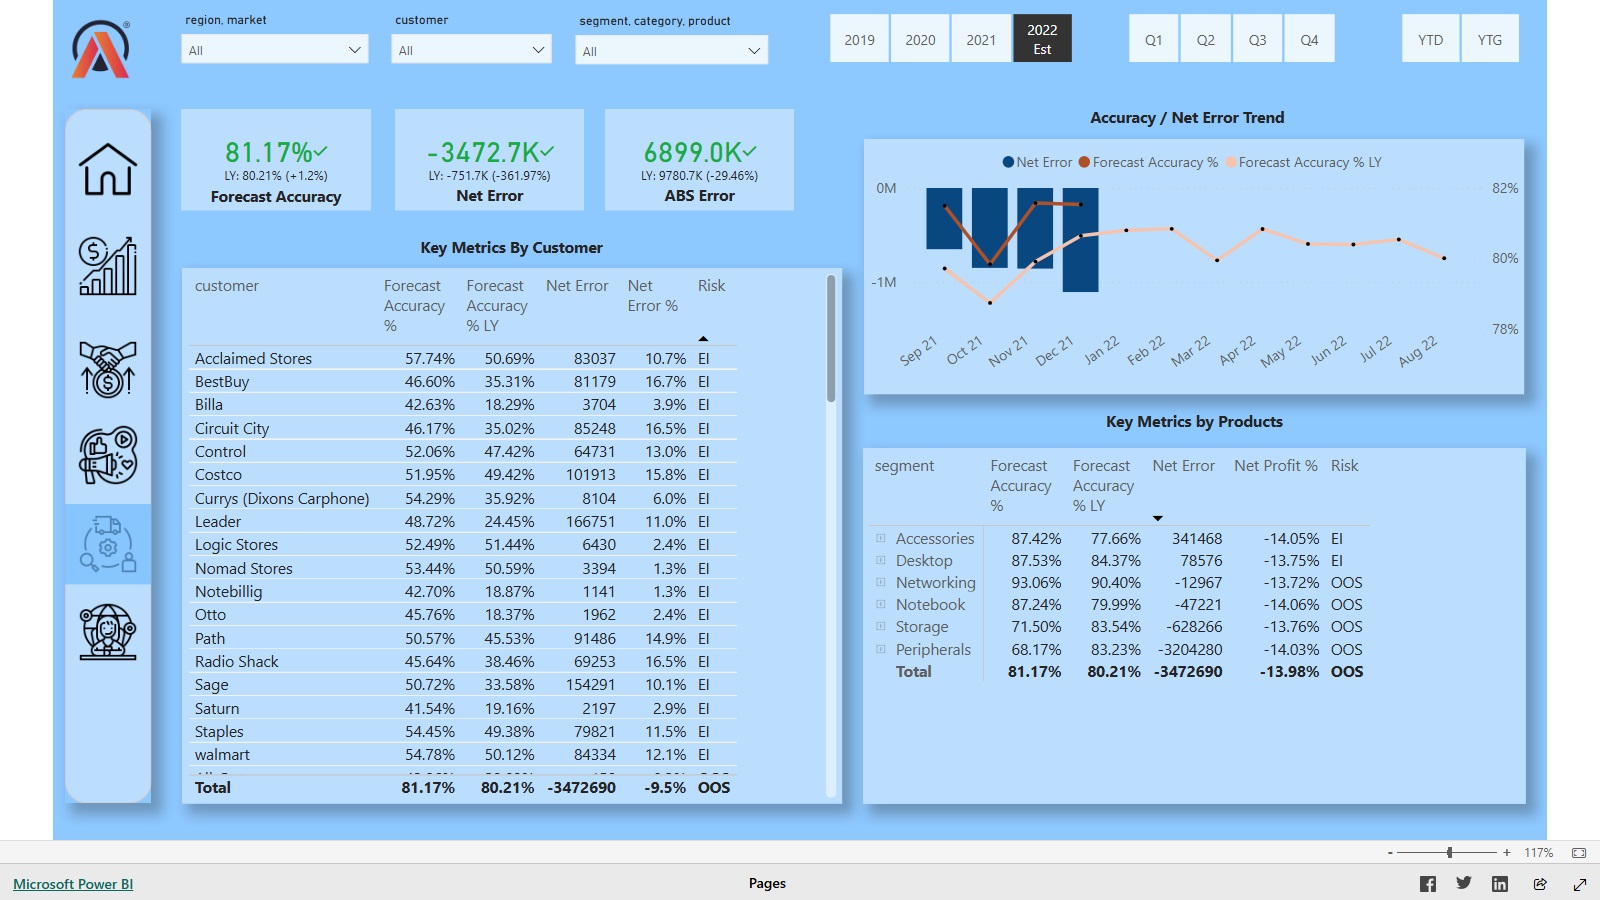 region, market
customer
segment, category, product
All
All
All
2019
2020
2021
2022
Est
Q1
Q2
Q3
Q4
YTD
YTG
81.17%
LY: 80.21% (+1.2%)
Forecast Accuracy
-3472.7K
LY: -751.7K (-361.97%)
Net Error
6899.0K
LY: 9780.7K (-29.46%)
ABS Error
Accuracy / Net Error Trend
Net Error Forecast Accuracy % Forecast Accuracy % LY
0M
-1M
82%
80%
78%
Sep 21
Oct 21
Nov 21
Dec 21
Jan 22
Feb 22
Mar 22
Apr 22
May 22
Jun 22
Jul 22
Aug 22
Key Metrics By Customer
customer Forecast Accuracy % Forecast Accuracy % LY Net Error Net Error % Risk
Acclaimed Stores 57.74% 50.69% 83037 10.7% EI
BestBuy 46.60% 35.31% 81179 16.7% EI
Billa 42.63% 18.29% 3704 3.9% EI
Circuit City 46.17% 35.02% 85248 16.5% EI
Control 52.06% 47.42% 64731 13.0% EI
Costco 51.95% 49.42% 101913 15.8% EI
Currys (Dixons Carphone) 54.29% 35.92% 8104 6.0% EI
Leader 48.72% 24.45% 166751 11.0% EI
Logic Stores 52.49% 51.44% 6430 2.4% EI
Nomad Stores 53.44% 50.59% 3394 1.3% EI
Notebillig 42.70% 18.87% 1141 1.3% EI
Otto 45.76% 18.37% 1962 2.4% EI
Path 50.57% 45.53% 91486 14.9% EI
Radio Shack 45.64% 38.46% 69253 16.5% EI
Sage 50.72% 33.58% 154291 10.1% EI
Saturn 41.54% 19.16% 2197 2.9% EI
Staples 54.45% 49.38% 79821 11.5% EI
walmart 54.78% 50.12% 84334 12.1% EI
Total 81.17% 80.21% -3472690 -9.5% OOS
Key Metrics by Products
segment Forecast Accuracy % Forecast Accuracy % LY Net Error Net Profit % Risk
Accessories 87.42% 77.66% 341468 -14.05% EI
Desktop 87.53% 84.37% 78576 -13.75% EI
Networking 93.06% 90.40% -12967 -13.72% OOS
Notebook 87.24% 79.99% -47221 -14.06% OOS
Storage 71.50% 83.54% -628266 -13.76% OOS
Peripherals 68.17% 83.23% -3204280 -14.03% OOS
Total 81.17% 80.21% -3472690 -13.98% OOS
- + 117%
Microsoft Power BI
Pages